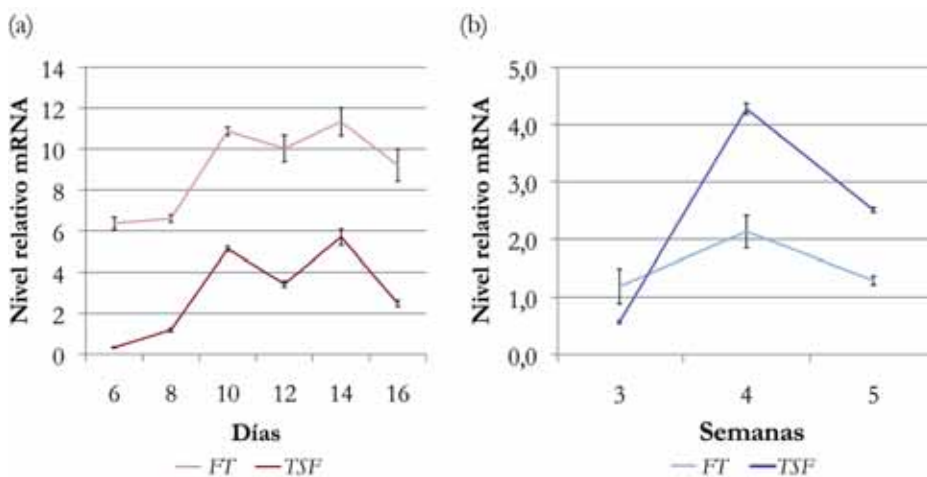 (a)
Nivel relativo mRNA
14
12
10
8
6
4
2
0
6 8 10 12 14 16
Días
FT TSF
(b)
Nivel relativo mRNA
5,0
4,0
3,0
2,0
1,0
0,0
3 4 5
Semanas
FT TSF